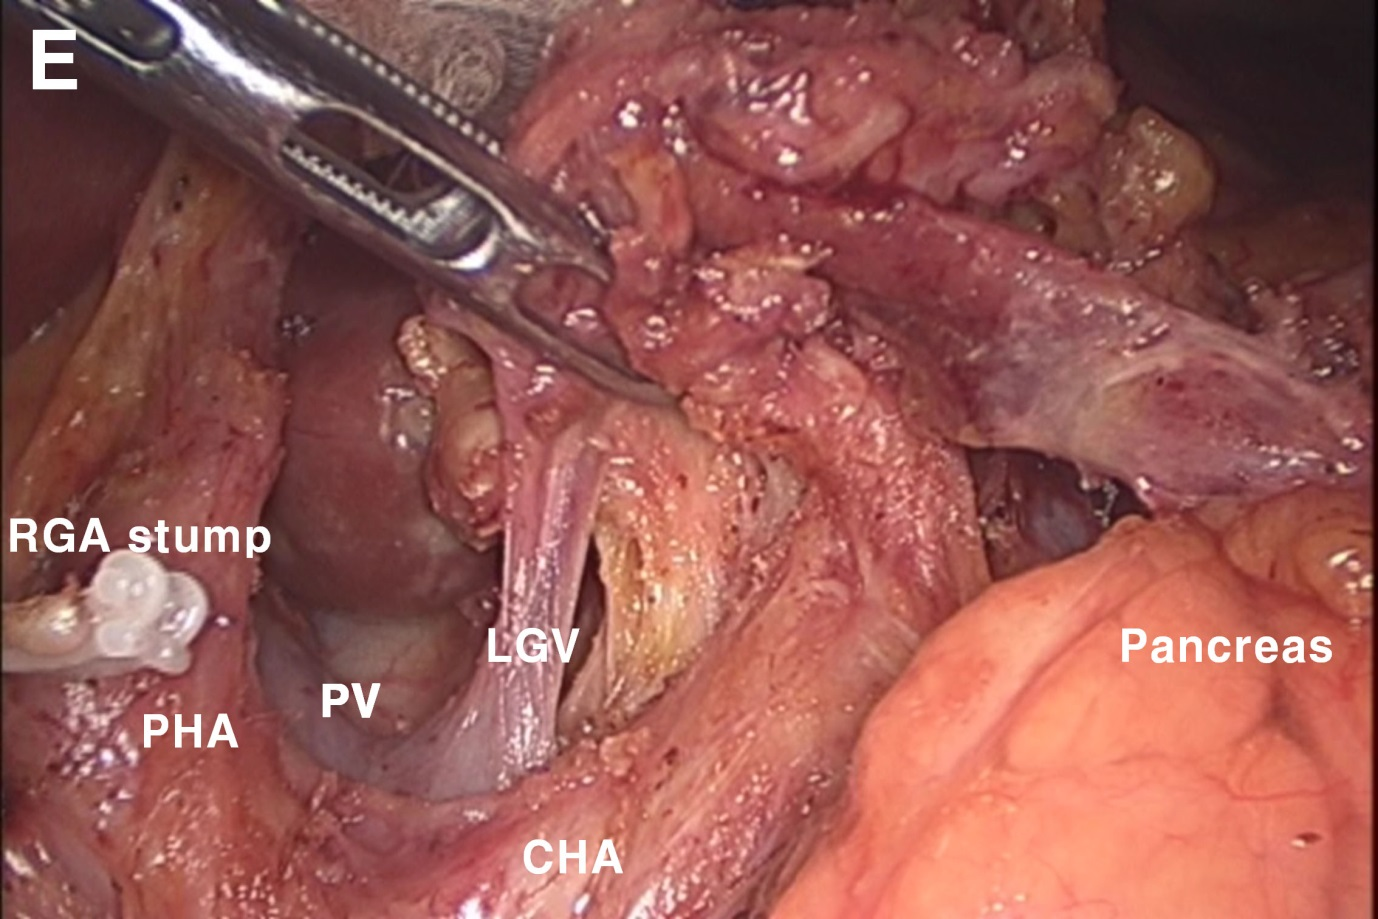 E
RGA stump
LGV
Pancreas
PV
PHA
CHA